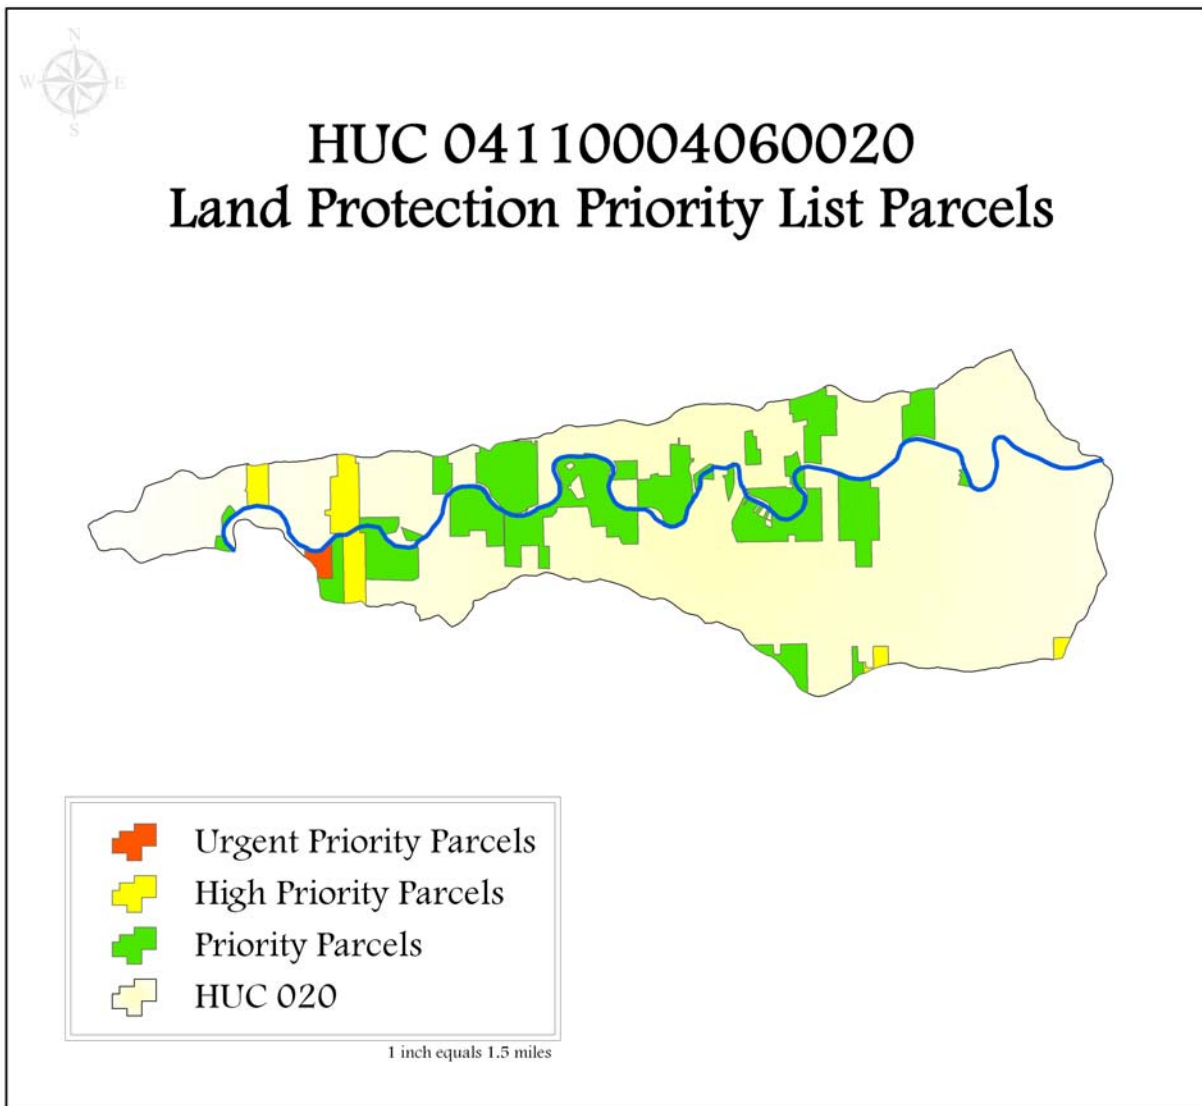 N
W E
S
HUC 04110004060020
Land Protection Priority List Parcels
Urgent Priority Parcels
High Priority Parcels
Priority Parcels
HUC 020
1 inch equals 1.5 miles